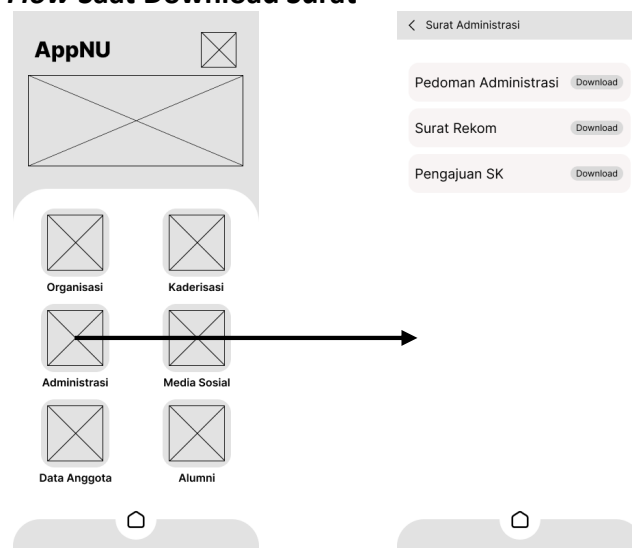 Flow Saat Download Surat
AppNU
Organisasi
Kaderisasi
Administrasi
Media Sosial
Data Anggota
Alumni
Surat Administrasi
Pedoman Administrasi
Download
Surat Rekom
Download
Pengajuan SK
Download